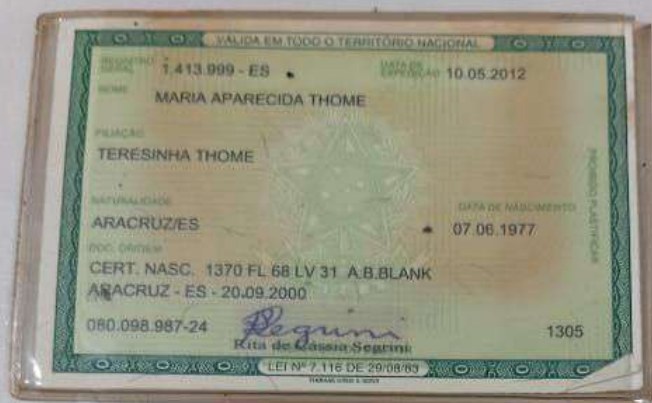 VÁLIDA EM TODO O TERRITÓRIO NACIONAL
REGISTRO GERAL 1.413.999 - ES DATA DE EXPEDIÇÃO 10.05.2012
NOME MARIA APARECIDA THOME
FILIAÇÃO
TERESINHA THOME
NATURALIDADE DATA DE NASCIMENTO
ARACRUZ/ES 07.06.1977
DOC. ORIGEM
CERT. NASC. 1370 FL 68 LV 31 A.B.BLANK
ARACRUZ - ES - 20.09.2000
080.098.987-24 Segrini 1305
Rita de Cássia Segrini
LEI Nº 7.116 DE 29/08/83
PROIBIDO PLASTIFICAR